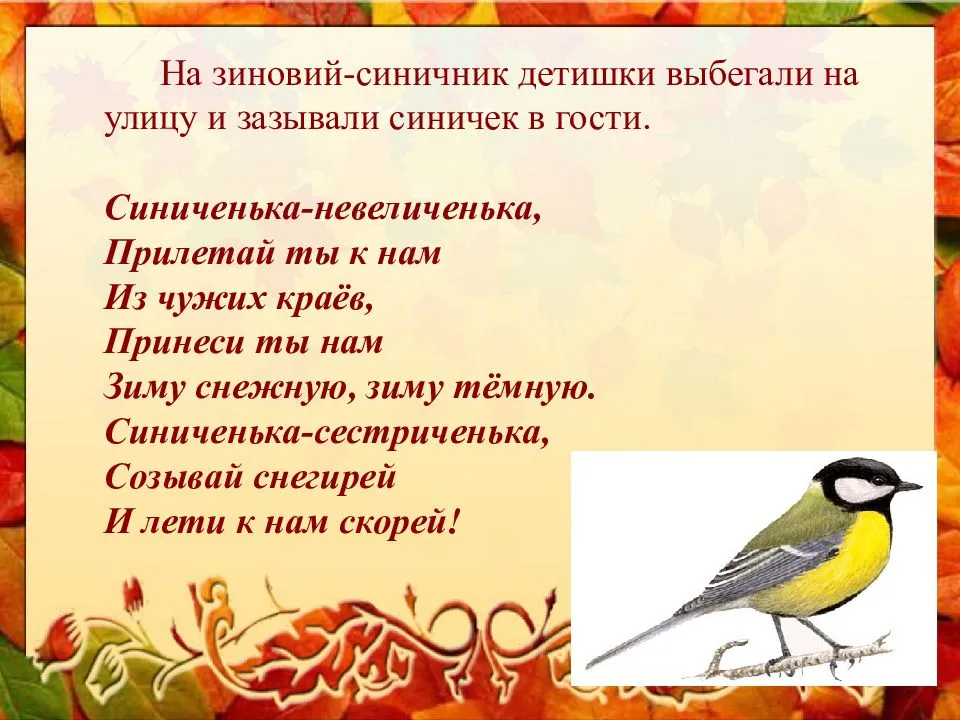 На зиновий-синичник детишки выбегали на
улицу и зазывали синичек в гости.
Синиченька-невеличенька,
Прилетай ты к нам
Из чужих краёв,
Принеси ты нам
Зиму снежную, зиму тёмную.
Синиченька-сестриченька,
Созывай снегирей
И лети к нам скорей!